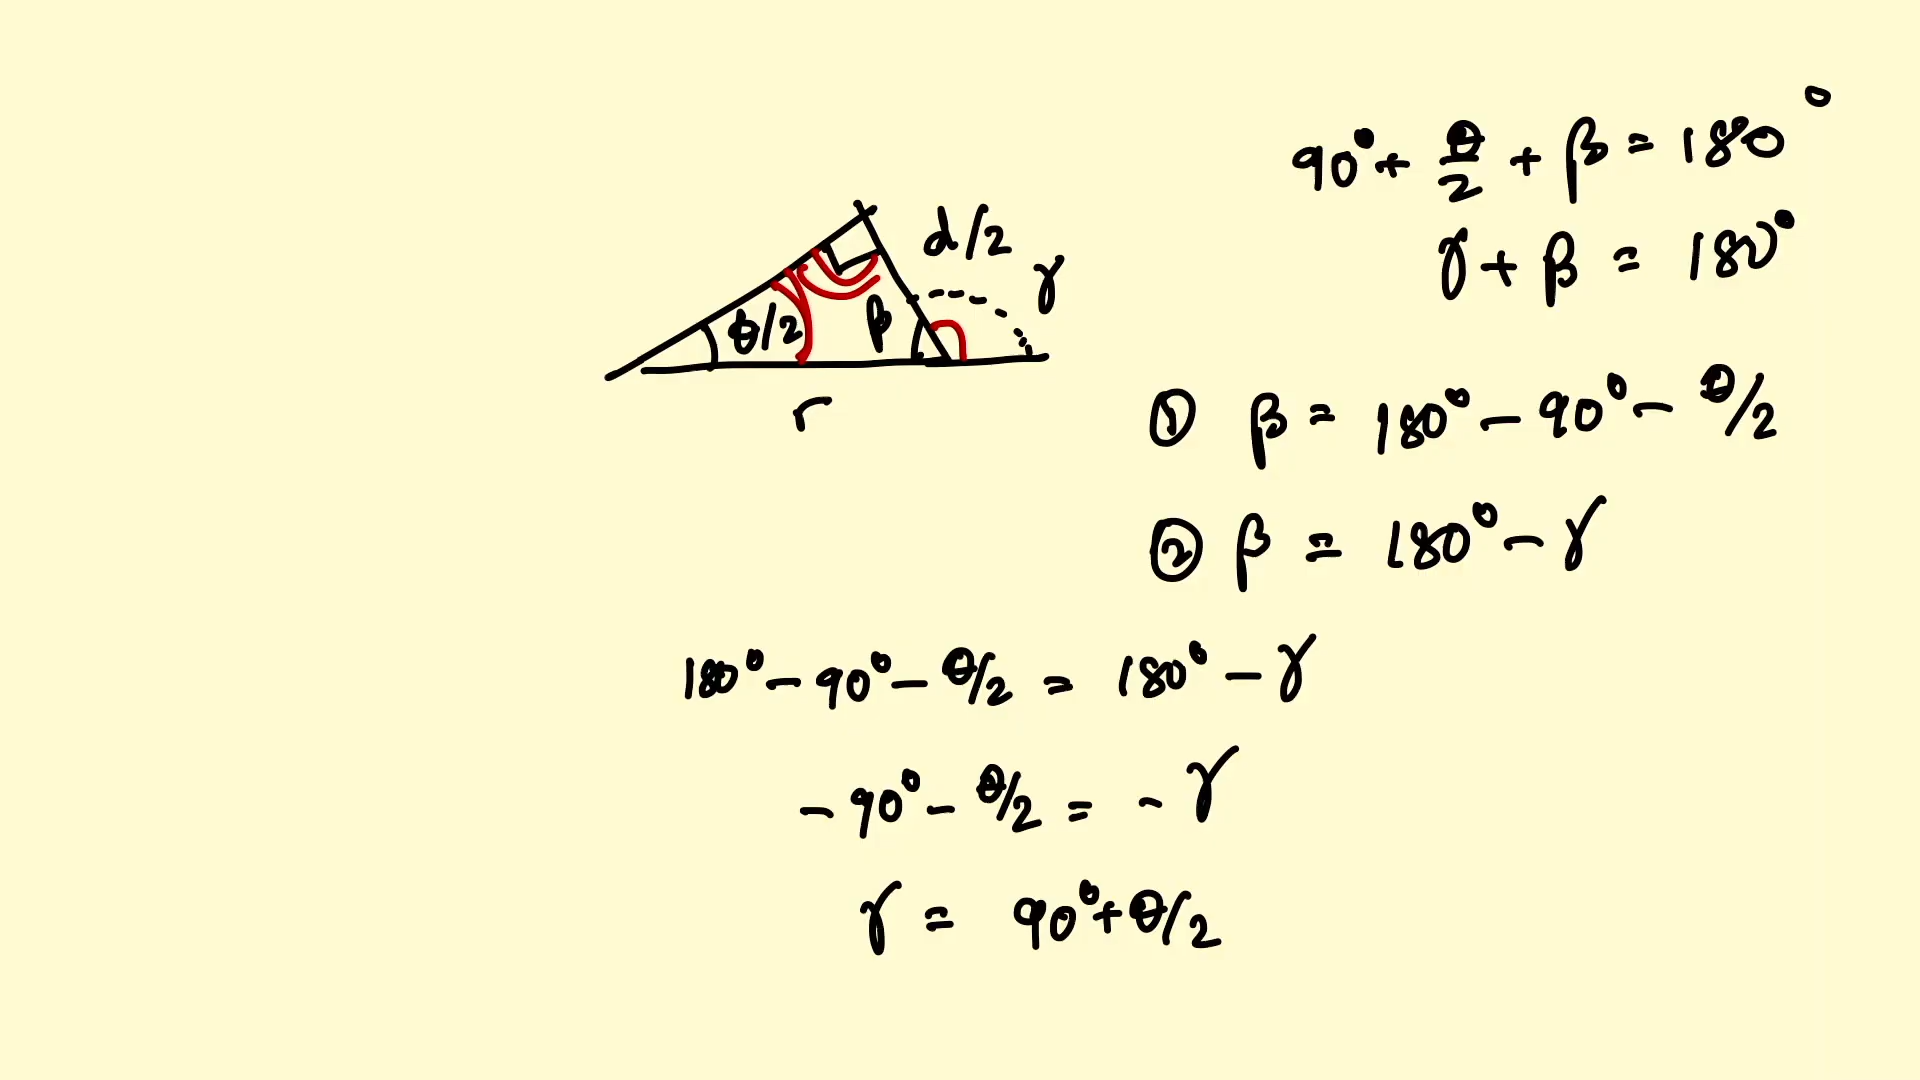 90° + θ/2 + β = 180°
d/2
γ
γ + β = 180°
θ/2
β
r
① β = 180° - 90° - θ/2
② β = 180° - γ
180° - 90° - θ/2 = 180° - γ
- 90° - θ/2 = - γ
γ = 90° + θ/2